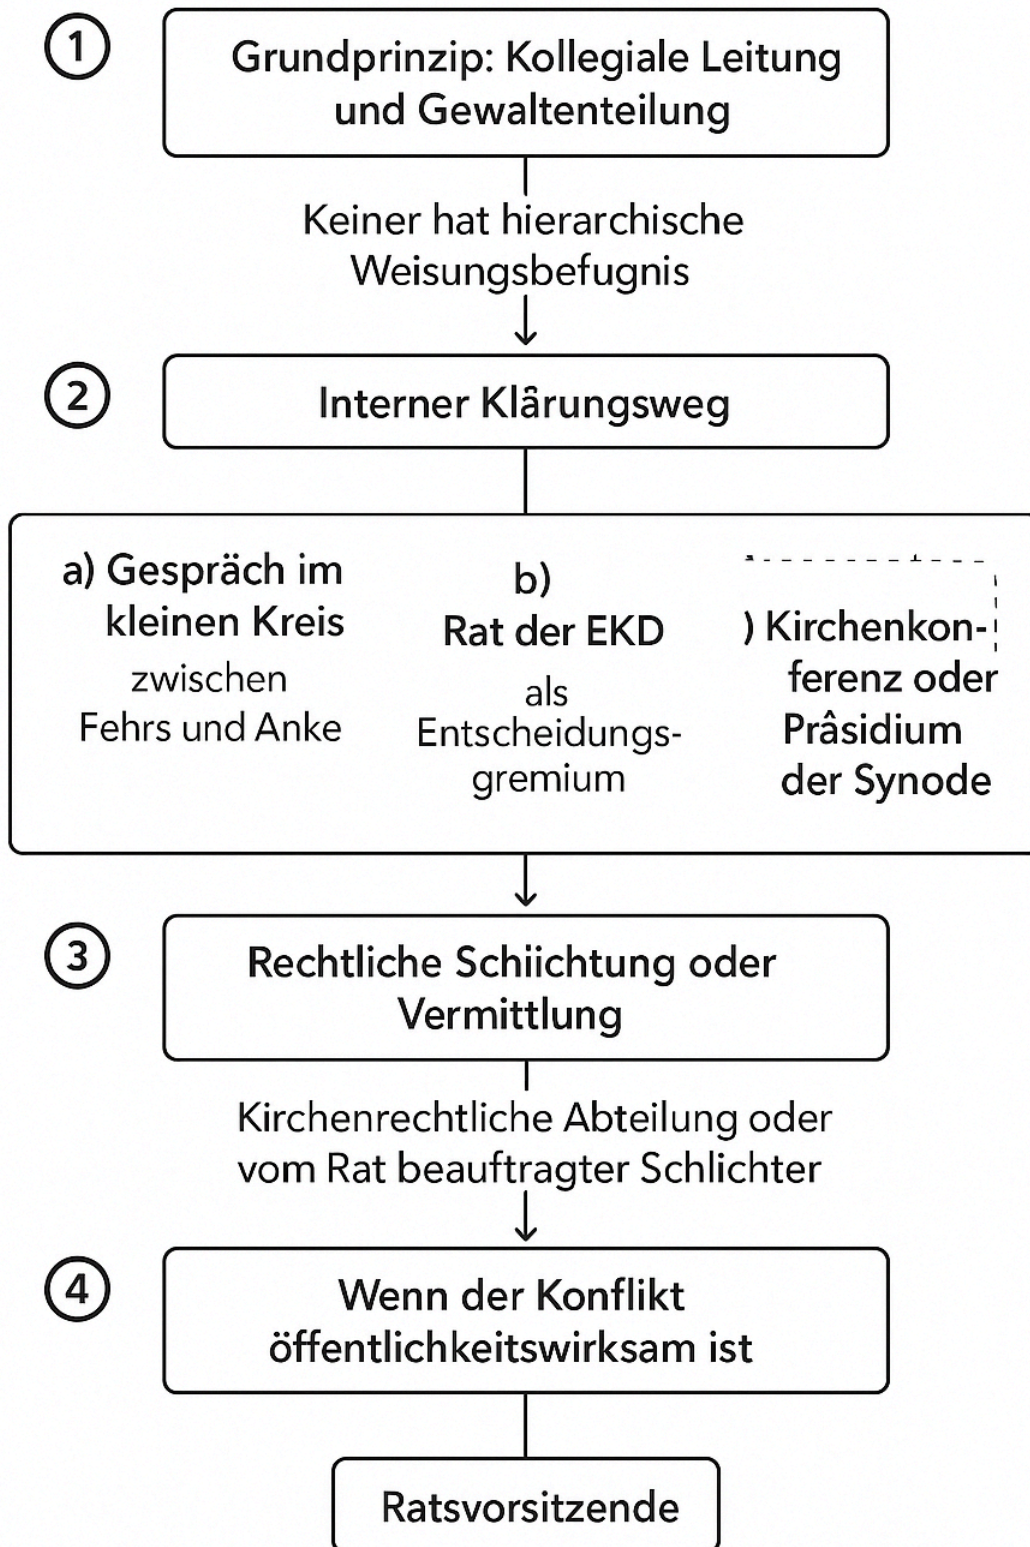 1
Grundprinzip: Kollegiale Leitung
und Gewaltenteilung
Keiner hat hierarchische
Weisungsbefugnis
2
Interner Klârungsweg
a) Gespräch im
kleinen Kreis
zwischen
Fehrs und Anke
b)
Rat der EKD
als
Entscheidungs-
gremium
) Kirchenkon-
ferenz oder
Prâsidium
der Synode
3
Rechtliche Schiichtung oder
Vermittlung
Kirchenrechtliche Abteilung oder
vom Rat beauftragter Schlichter
4
Wenn der Konflikt
öffentlichkeitswirksam ist
Ratsvorsitzende